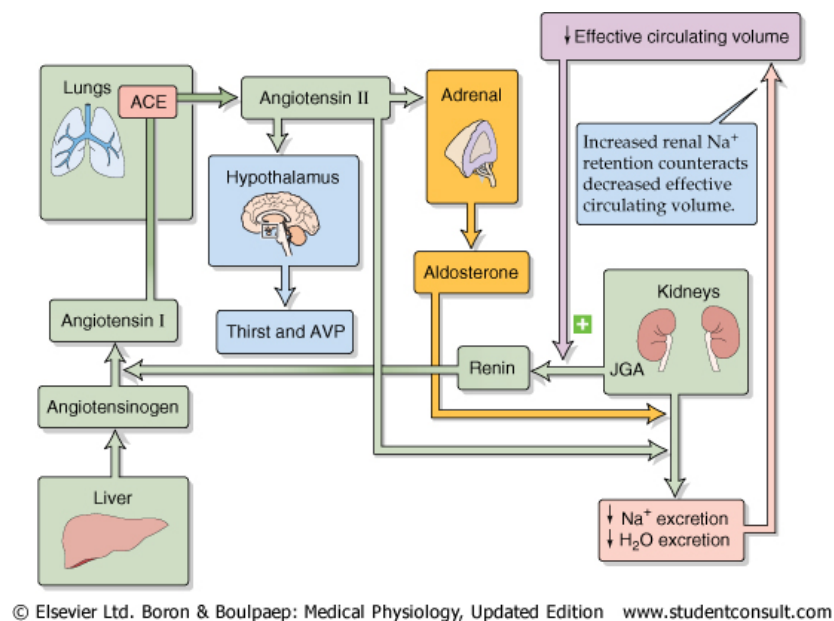 ↓ Effective circulating volume
Lungs
ACE
Angiotensin II
Adrenal
Increased renal Na⁺
retention counteracts
decreased effective
circulating volume.
Hypothalamus
Aldosterone
Kidneys
Angiotensin I
Thirst and AVP
+
Renin
JGA
Angiotensinogen
Liver
↓ Na⁺ excretion
↓ H₂O excretion
© Elsevier Ltd. Boron & Boulpaep: Medical Physiology, Updated Edition www.studentconsult.com